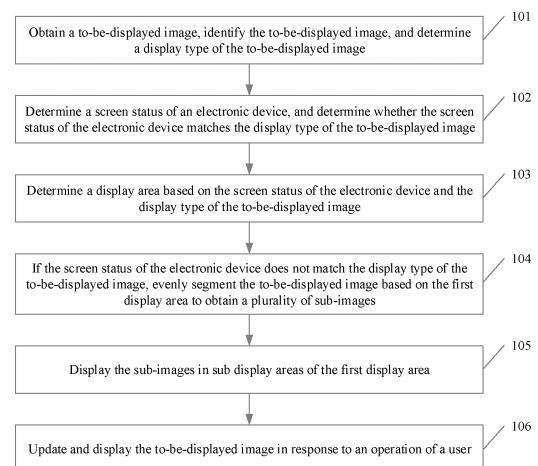 101
Obtain a to-be-displayed image, identify the to-be-displayed image, and determine
a display type of the to-be-displayed image
102
Determine a screen status of an electronic device, and determine whether the screen
status of the electronic device matches the display type of the to-be-displayed image
103
Determine a display area based on the screen status of the electronic device and the
display type of the to-be-displayed image
104
If the screen status of the electronic device does not match the display type of the
to-be-displayed image, evenly segment the to-be-displayed image based on the first
display area to obtain a plurality of sub-images
105
Display the sub-images in sub display areas of the first display area
106
Update and display the to-be-displayed image in response to an operation of a user